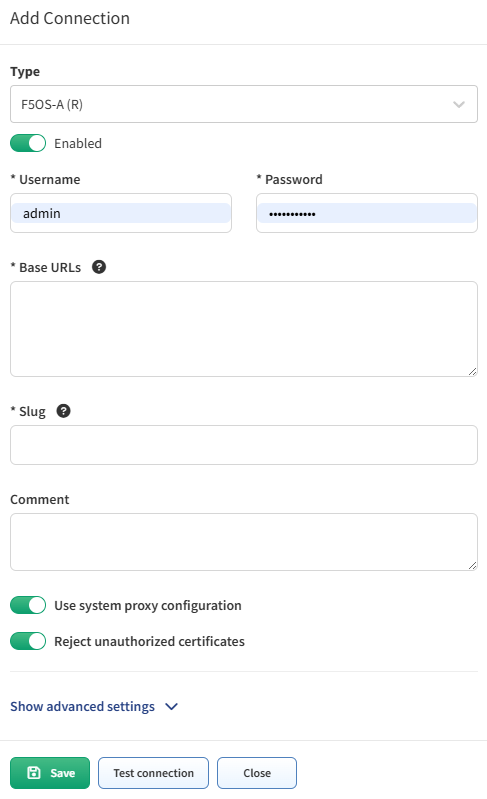 Add Connection
Type
F5OS-A (R)
Enabled
* Username
* Password
admin
•••••••••••
* Base URLs ?
* Slug ?
Comment
Use system proxy configuration
Reject unauthorized certificates
Show advanced settings
Save
Test connection
Close